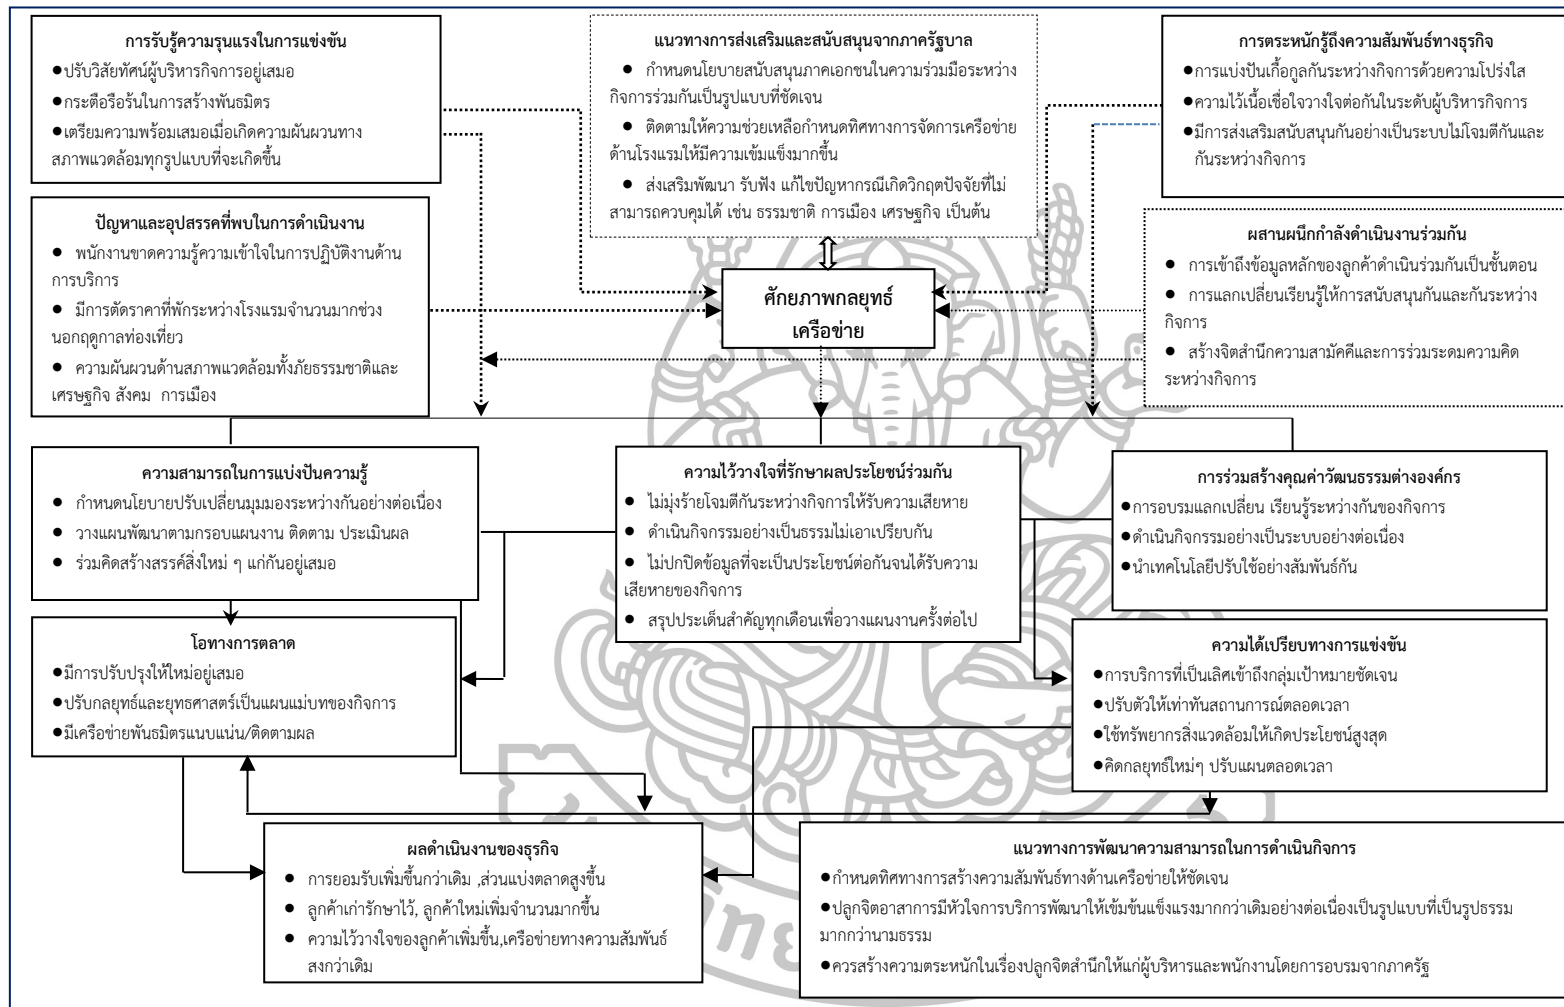 การรับรู้ความรุนแรงในการแข่งขัน
●ปรับวิสัยทัศน์ผู้บริหารกิจการอยู่เสมอ
●กระตือรือร้นในการสร้างพันธมิตร
●เตรียมความพร้อมเสมอเมื่อเกิดความผันผวนทาง
สภาพแวดล้อมทุกรูปแบบที่จะเกิดขึ้น
แนวทางการส่งเสริมและสนับสนุนจากภาครัฐบาล
● กำหนดนโยบายสนับสนุนภาคเอกชนในความร่วมมือระหว่าง
กิจการร่วมกันเป็นรูปแบบที่ชัดเจน
● ติดตามให้ความช่วยเหลือกำหนดทิศทางการจัดการเครือข่าย
ด้านโรงแรมให้มีความเข้มแข็งมากขึ้น
● ส่งเสริมพัฒนา รับฟัง แก้ไขปัญหากรณีเกิดวิกฤตปัจจัยที่ไม่
สามารถควบคุมได้ เช่น ธรรมชาติ การเมือง เศรษฐกิจ เป็นต้น
การตระหนักรู้ถึงความสัมพันธ์ทางธุรกิจ
●การแบ่งปันเกื้อกูลกันระหว่างกิจการด้วยความโปร่งใส
●ความไว้เนื้อเชื่อใจวางใจต่อกันในระดับผู้บริหารกิจการ
●มีการส่งเสริมสนับสนุนกันอย่างเป็นระบบไม่โจมตีกันและ
กันระหว่างกิจการ
ปัญหาและอุปสรรคที่พบในการดำเนินงาน
● พนักงานขาดความรู้ความเข้าใจในการปฏิบัติงานด้าน
การบริการ
● มีการตัดราคาที่พักระหว่างโรงแรมจำนวนมากช่วง
นอกฤดูกาลท่องเที่ยว
● ความผันผวนด้านสภาพแวดล้อมทั้งภัยธรรมชาติและ
เศรษฐกิจ สังคม การเมือง
ศักยภาพกลยุทธ์
เครือข่าย
ผสานผนึกกำลังดำเนินงานร่วมกัน
● การเข้าถึงข้อมูลหลักของลูกค้าดำเนินร่วมกันเป็นขั้นตอน
● การแลกเปลี่ยนเรียนรู้ให้การสนับสนุนกันและกันระหว่าง
กิจการ
● สร้างจิตสำนึกความสามัคคีและการร่วมระดมความคิด
ระหว่างกิจการ
ความสามารถในการแบ่งปันความรู้
● กำหนดนโยบายปรับเปลี่ยนมุมมองระหว่างกันอย่างต่อเนื่อง
● วางแผนพัฒนาตามกรอบแผนงาน ติดตาม ประเมินผล
● ร่วมคิดสร้างสรรค์สิ่งใหม่ ๆ แก่กันอยู่เสมอ
ความไว้วางใจที่รักษาผลประโยชน์ร่วมกัน
● ไม่มุ่งร้ายโจมตีกันระหว่างกิจการให้รับความเสียหาย
● ดำเนินกิจกรรมอย่างเป็นธรรมไม่เอาเปรียบกัน
● ไม่ปกปิดข้อมูลที่จะเป็นประโยชน์ต่อกันจนได้รับความ
เสียหายของกิจการ
● สรุปประเด็นสำคัญทุกเดือนเพื่อวางแผนงานครั้งต่อไป
การร่วมสร้างคุณค่าวัฒนธรรมต่างองค์กร
●การอบรมแลกเปลี่ยน เรียนรู้ระหว่างกันของกิจการ
●ดำเนินกิจกรรมอย่างเป็นระบบอย่างต่อเนื่อง
●นำเทคโนโลยีปรับใช้อย่างสัมพันธ์กัน
โอทางการตลาด
●มีการปรับปรุงให้ใหม่อยู่เสมอ
●ปรับกลยุทธ์และยุทธศาสตร์เป็นแผนแม่บทของกิจการ
●มีเครือข่ายพันธมิตรแนบแน่น/ติดตามผล
ความได้เปรียบทางการแข่งขัน
●การบริการที่เป็นเลิศเข้าถึงกลุ่มเป้าหมายชัดเจน
●ปรับตัวให้เท่าทันสถานการณ์ตลอดเวลา
●ใช้ทรัพยากรสิ่งแวดล้อมให้เกิดประโยชน์สูงสุด
●คิดกลยุทธ์ใหม่ๆ ปรับแผนตลอดเวลา
ผลดำเนินงานของธุรกิจ
● การยอมรับเพิ่มขึ้นกว่าเดิม ,ส่วนแบ่งตลาดสูงขึ้น
● ลูกค้าเก่ารักษาไว้, ลูกค้าใหม่เพิ่มจำนวนมากขึ้น
● ความไว้วางใจของลูกค้าเพิ่มขึ้น,เครือข่ายทางความสัมพันธ์
สงกว่าเดิม
แนวทางการพัฒนาความสามารถในการดำเนินกิจการ
●กำหนดทิศทางการสร้างความสัมพันธ์ทางด้านเครือข่ายให้ชัดเจน
●ปลูกจิตอาสาการมีหัวใจการบริการพัฒนาให้เข้มข้นแข็งแรงมากกว่าเดิมอย่างต่อเนื่องเป็นรูปแบบที่เป็นรูปธรรม
มากกว่านามธรรม
●ควรสร้างความตระหนักในเรื่องปลูกจิตสำนึกให้แก่ผู้บริหารและพนักงานโดยการอบรมจากภาครัฐ